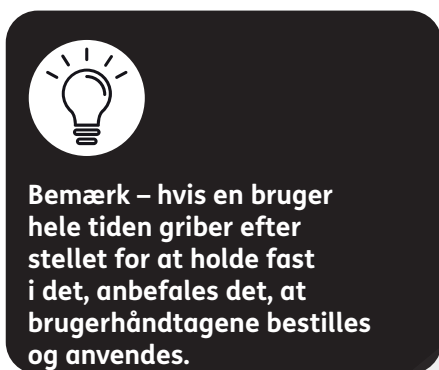 Bemærk – hvis en bruger
hele tiden griber efter
stellet for at holde fast
i det, anbefales det, at
brugerhåndtagene bestilles
og anvendes.